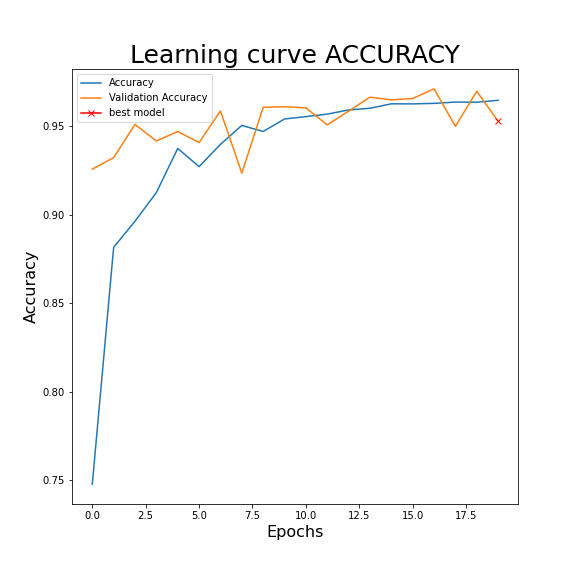 Learning curve ACCURACY
Accuracy
Validation Accuracy
best model
Accuracy
0.95
0.90
0.85
0.80
0.75
0.0 2.5 5.0 7.5 10.0 12.5 15.0 17.5
Epochs